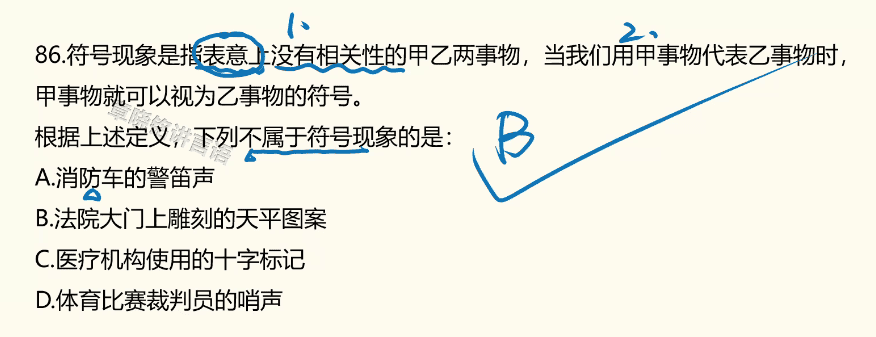 1.
2.
86.符号现象是指表意上没有相关性的甲乙两事物，当我们用甲事物代表乙事物时，
甲事物就可以视为乙事物的符号。
根据上述定义，下列不属于符号现象的是：
B
A.消防车的警笛声
B.法院大门上雕刻的天平图案
C.医疗机构使用的十字标记
D.体育比赛裁判员的哨声